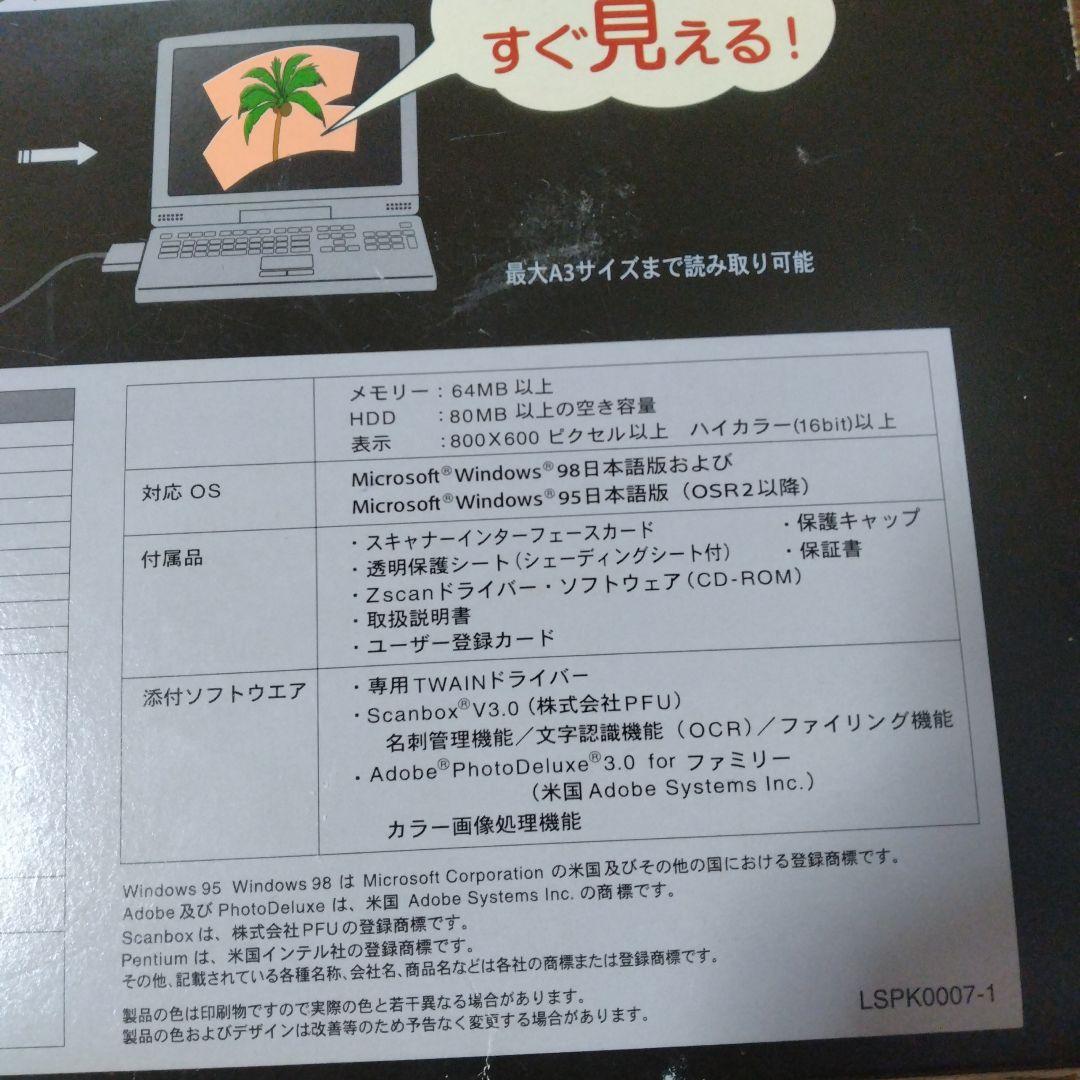 すぐ見える!
最大A3サイズまで読み取り可能
メモリー：64MB 以上
HDD ：80MB 以上の空き容量
表示 ：800X600 ピクセル以上 ハイカラー(16bit)以上
対応 OS
Microsoft®Windows®98日本語版および
Microsoft®Windows®95日本語版（OSR2以降）
付属品
・スキャナーインターフェースカード ・保護キャップ
・透明保護シート（シェーディングシート付） ・保証書
・Zscanドライバー・ソフトウェア（CD-ROM）
・取扱説明書
・ユーザー登録カード
添付ソフトウエア
・専用TWAINドライバー
・Scanbox®V3.0（株式会社PFU）
名刺管理機能／文字認識機能（OCR）／ファイリング機能
・Adobe®PhotoDeluxe®3.0 for ファミリー
（米国 Adobe Systems Inc.）
カラー画像処理機能
Windows 95 Windows 98 は Microsoft Corporation の米国及びその他の国における登録商標です。
Adobe 及び PhotoDeluxe は、米国 Adobe Systems Inc. の商標です。
Scanbox は、株式会社PFUの登録商標です。
Pentium は、米国インテル社の登録商標です。
その他、記載されている各種名称、会社名、商品名などは各社の商標または登録商標です。
製品の色は印刷物ですので実際の色と若干異なる場合があります。
製品の色およびデザインは改善等のため予告なく変更する場合があります。
LSPK0007-1